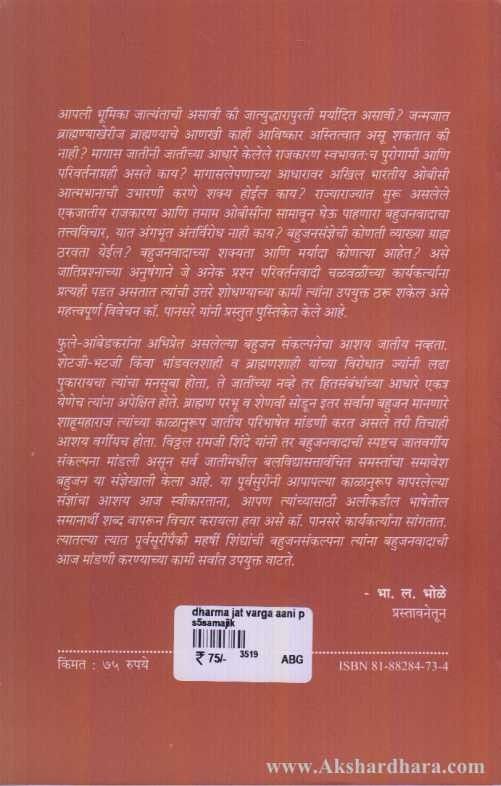 आपली भूमिका जात्यंताची असावी की जात्युद्धारापुरती मर्यादित असावी? जन्मजात
ब्राह्मण्याखेरीज ब्राह्मण्याचे आणखी काही आविष्कार अस्तित्वात असू शकतात की
नाही? मागास जातींनी जातीच्या आधारे केलेले राजकारण स्वभावतःच पुरोगामी आणि
परिवर्तनाग्रही असते काय? मागासलेपणाच्या आधारावर अखिल भारतीय ओबीसी
आत्मभानाची उभारणी करणे शक्य होईल काय? राज्याराज्यात सुरू असलेले
एकजातीय राजकारण आणि तमाम ओबीसींना सामावून घेऊ पाहणारा बहुजनवादाचा
तत्त्वविचार, यात अंगभूत अंतर्विरोध नाही काय? बहुजनसंज्ञेची कोणती व्याख्या ग्राह्य
ठरवता येईल? बहुजनवादाच्या शक्यता आणि मर्यादा कोणत्या आहेत? असे
जातिप्रश्नाच्या अनुषंगाने जे अनेक प्रश्न परिवर्तनवादी चळवळीच्या कार्यकर्त्यांना
प्रत्यही पडत असतात त्यांची उत्तरे शोधण्याच्या कामी त्यांना उपयुक्त ठरू शकेल असे
महत्त्वपूर्ण विवेचन कॉ. पानसरे यांनी प्रस्तुत पुस्तिकेत केले आहे.
फुले-आंबेडकरांना अभिप्रेत असलेल्या बहुजन संकल्पनेचा आशय जातीय नव्हता.
शेटजी-भटजी किंवा भांडवलशाही व ब्राह्मणशाही यांच्या विरोधात ज्यांनी लढा
पुकारायचा त्यांचा मनसुबा होता, ते जातीच्या नव्हे तर हितसंबंधांच्या आधारे एकत्र
येणेच त्यांना अपेक्षित होते. ब्राह्मण परभू व शेणवी सोडून इतर सर्वांना बहुजन मानणारे
शाहूमहाराज त्यांच्या काळानुरूप जातीय परिभाषेत मांडणी करत असले तरी तिचाही
आशय वर्गीयच होता. विठ्ठल रामजी शिंदे यांनी तर बहुजनवादाची स्पष्टच जातवर्गीय
संकल्पना मांडली असून सर्व जातींमधील बलविद्यासत्तावंचित समस्तांचा समावेश
बहुजन या संज्ञेखाली केला आहे. या पूर्वसुरींनी आपापल्या काळानुरूप वापरलेल्या
संज्ञांचा आशय आज स्वीकारताना, आपण त्यांच्यासाठी अलीकडील भाषेतील
समानार्थी शब्द वापरून विचार करायला हवा असे कॉ. पानसरे कार्यकर्त्यांना सांगतात.
त्यातल्या त्यात पूर्वसूरींपैकी महर्षी शिंद्यांची बहुजनसंकल्पना त्यांना बहुजनवादाची
आज मांडणी करण्याच्या कामी सर्वात उपयुक्त वाटते.
- भा. ल. भोळे
प्रस्तावनेतून
dharma jat varga aani p
s5samajik
₹ 75/- 3519 ABG
किंमत : ७५ रुपये
ISBN 81-88284-73-4
www.Akshardhara.com